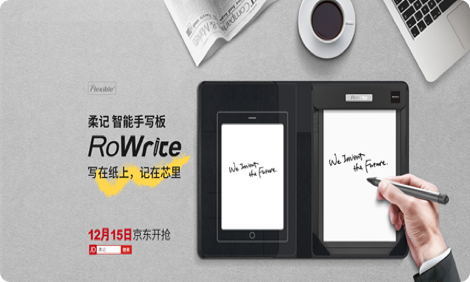 柔记 智能手写板
RoWrite
写在纸上，记在芯里
12月15日京东开抢
JD
We Invent
the Future.
We Invent
the Future.